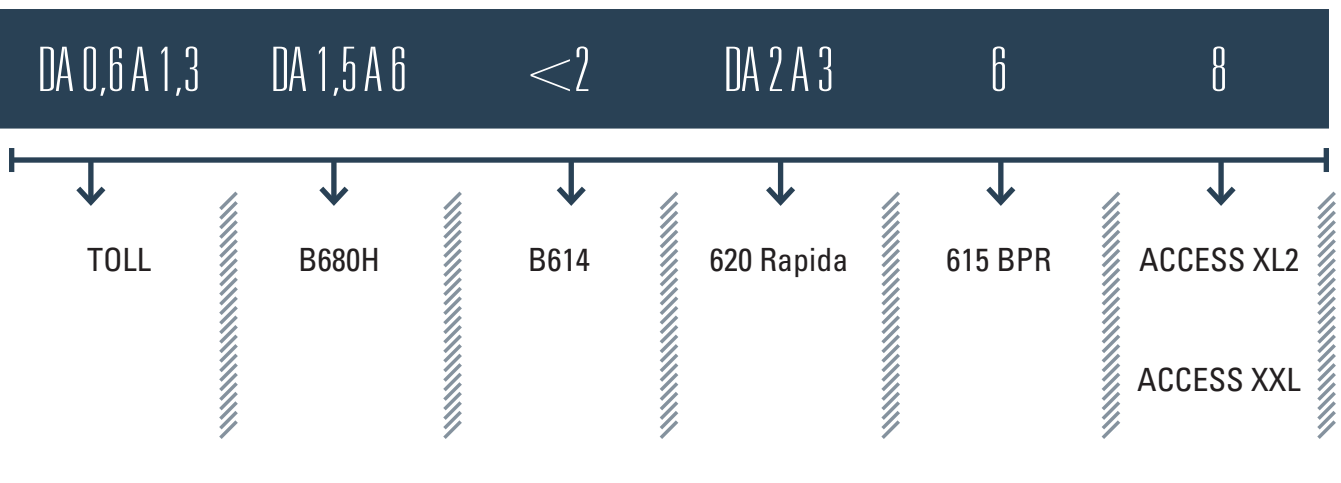 DA 0,6 A 1,3 DA 1,5 A 6 <2 DA 2 A 3 6 8
TOLL B680H B614 620 Rapida 615 BPR ACCESS XL2
ACCESS XXL